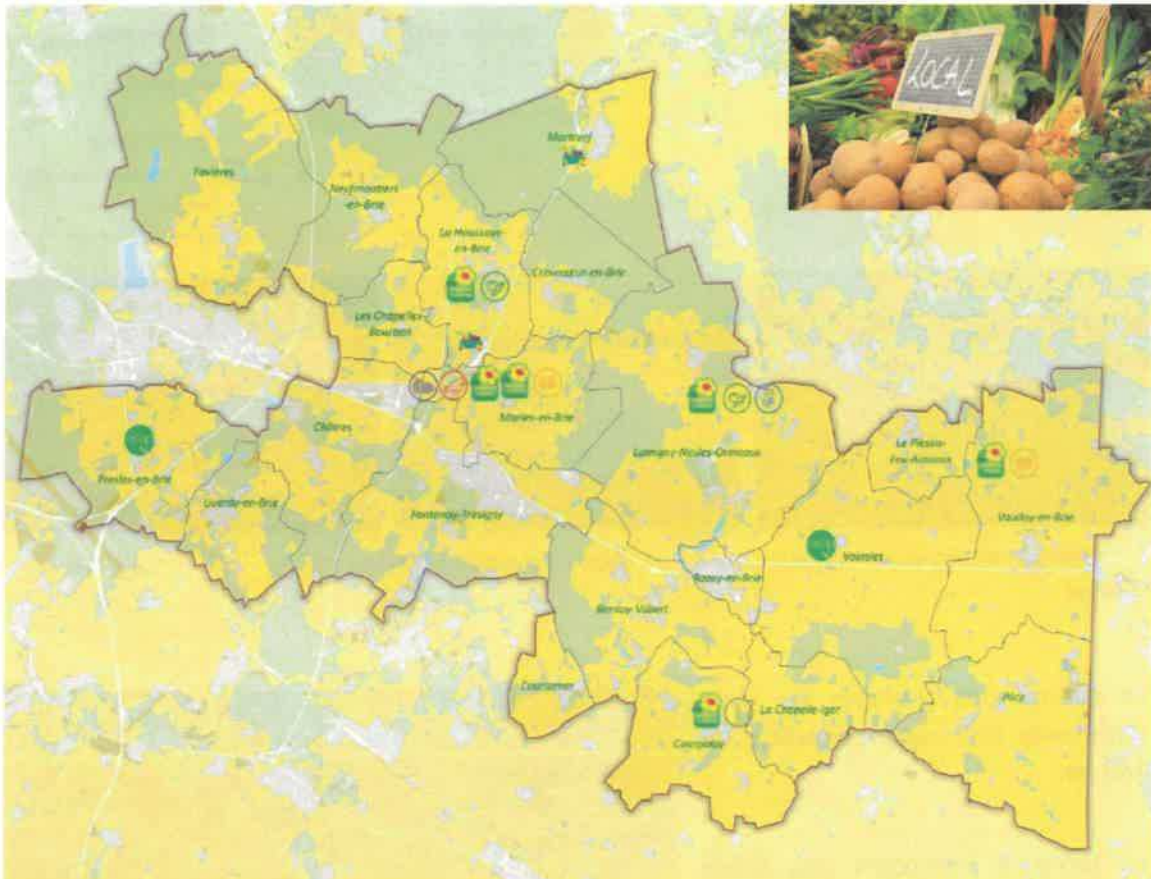 LOCAL
Favières
Mortcerf
Neufmoutiers
-en-Brie
La Houssaye-
en-Brie
Crèvecœur-en-Brie
Les Chapelles-
Bourbon
Marles-en-Brie
Châtres
Presles-en-Brie
Liverdy-en-Brie
Fontenay-Trésigny
Lumigny-Nesles-Ormeaux
Le Plessis-
Feu-Aussoux
Vaudoy-en-Brie
Voinsles
Rozay-en-Brie
Bernay-Vilbert
Courtomer
La Chapelle-Iger
Courpalay
Pécy